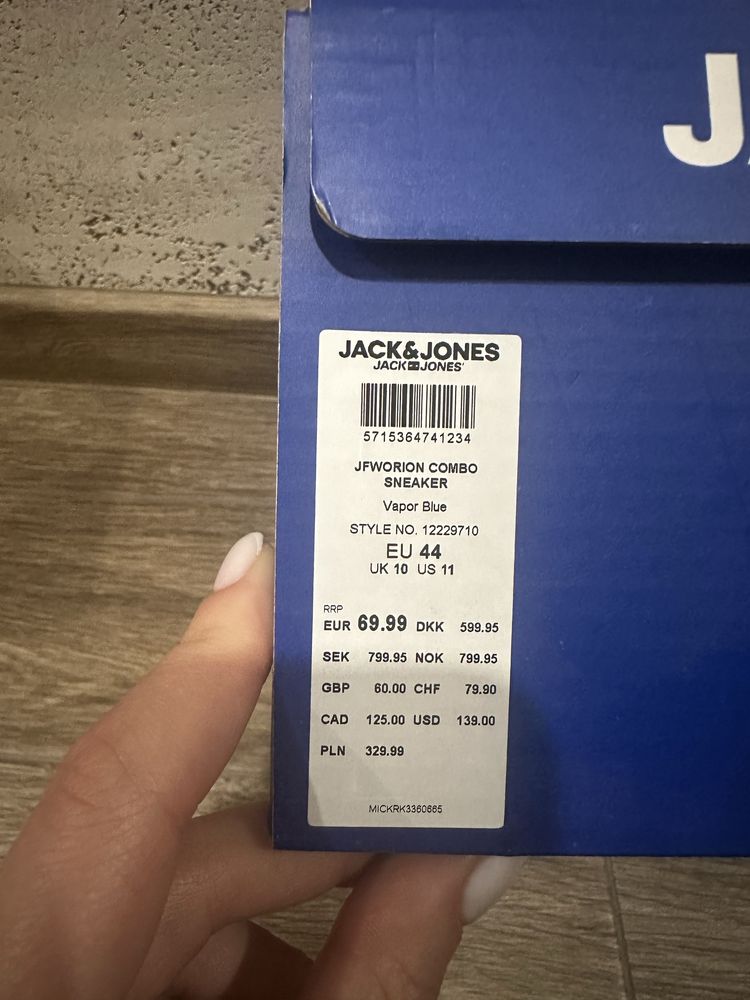 J
JACK&JONES
JACK JONES
5715364741234
JFWORION COMBO
SNEAKER
Vapor Blue
STYLE NO. 12229710
EU 44
UK 10 US 11
RRP
EUR 69.99 DKK 599.95
SEK 799.95 NOK 799.95
GBP 60.00 CHF 79.90
CAD 125.00 USD 139.00
PLN 329.99
MICKRK3360665